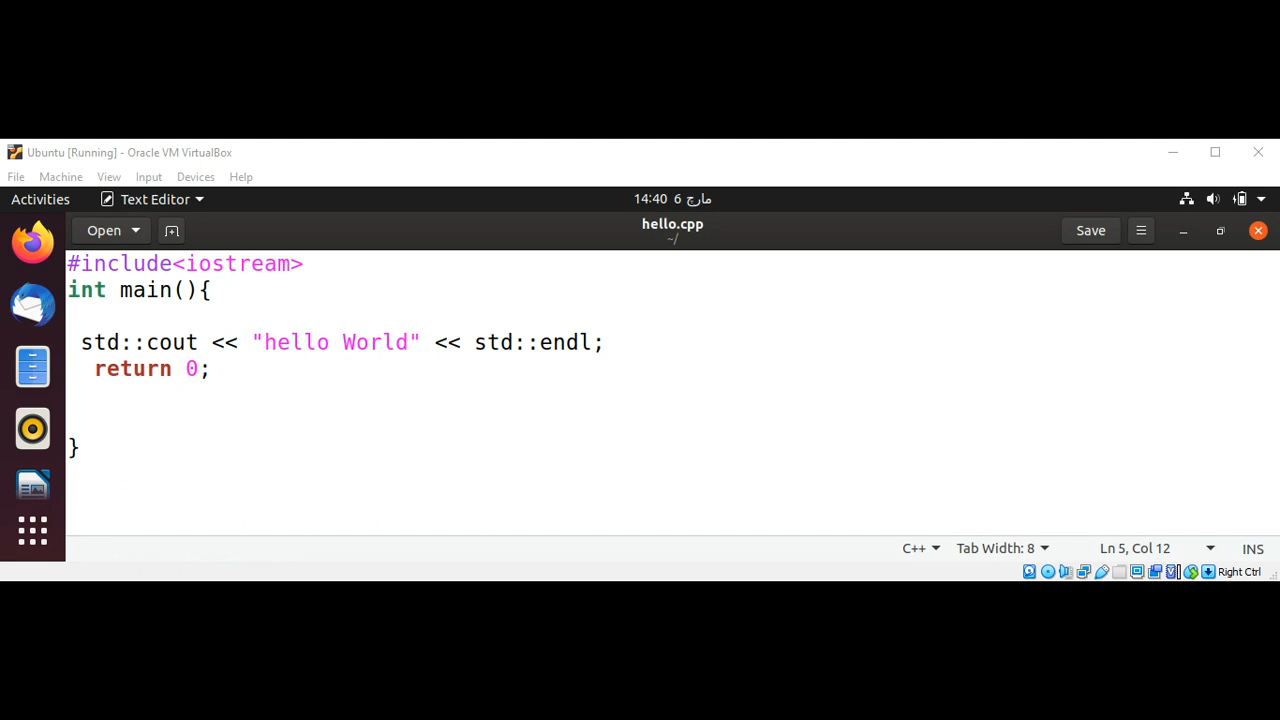 Ubuntu [Running] - Oracle VM VirtualBox
File Machine View Input Devices Help
Activities Text Editor 14:40 6 مارچ
Open hello.cpp Save
~/
#include<iostream>
int main(){
std::cout << "hello World" << std::endl;
return 0;
}
C++ Tab Width: 8 Ln 5, Col 12 INS
Right Ctrl